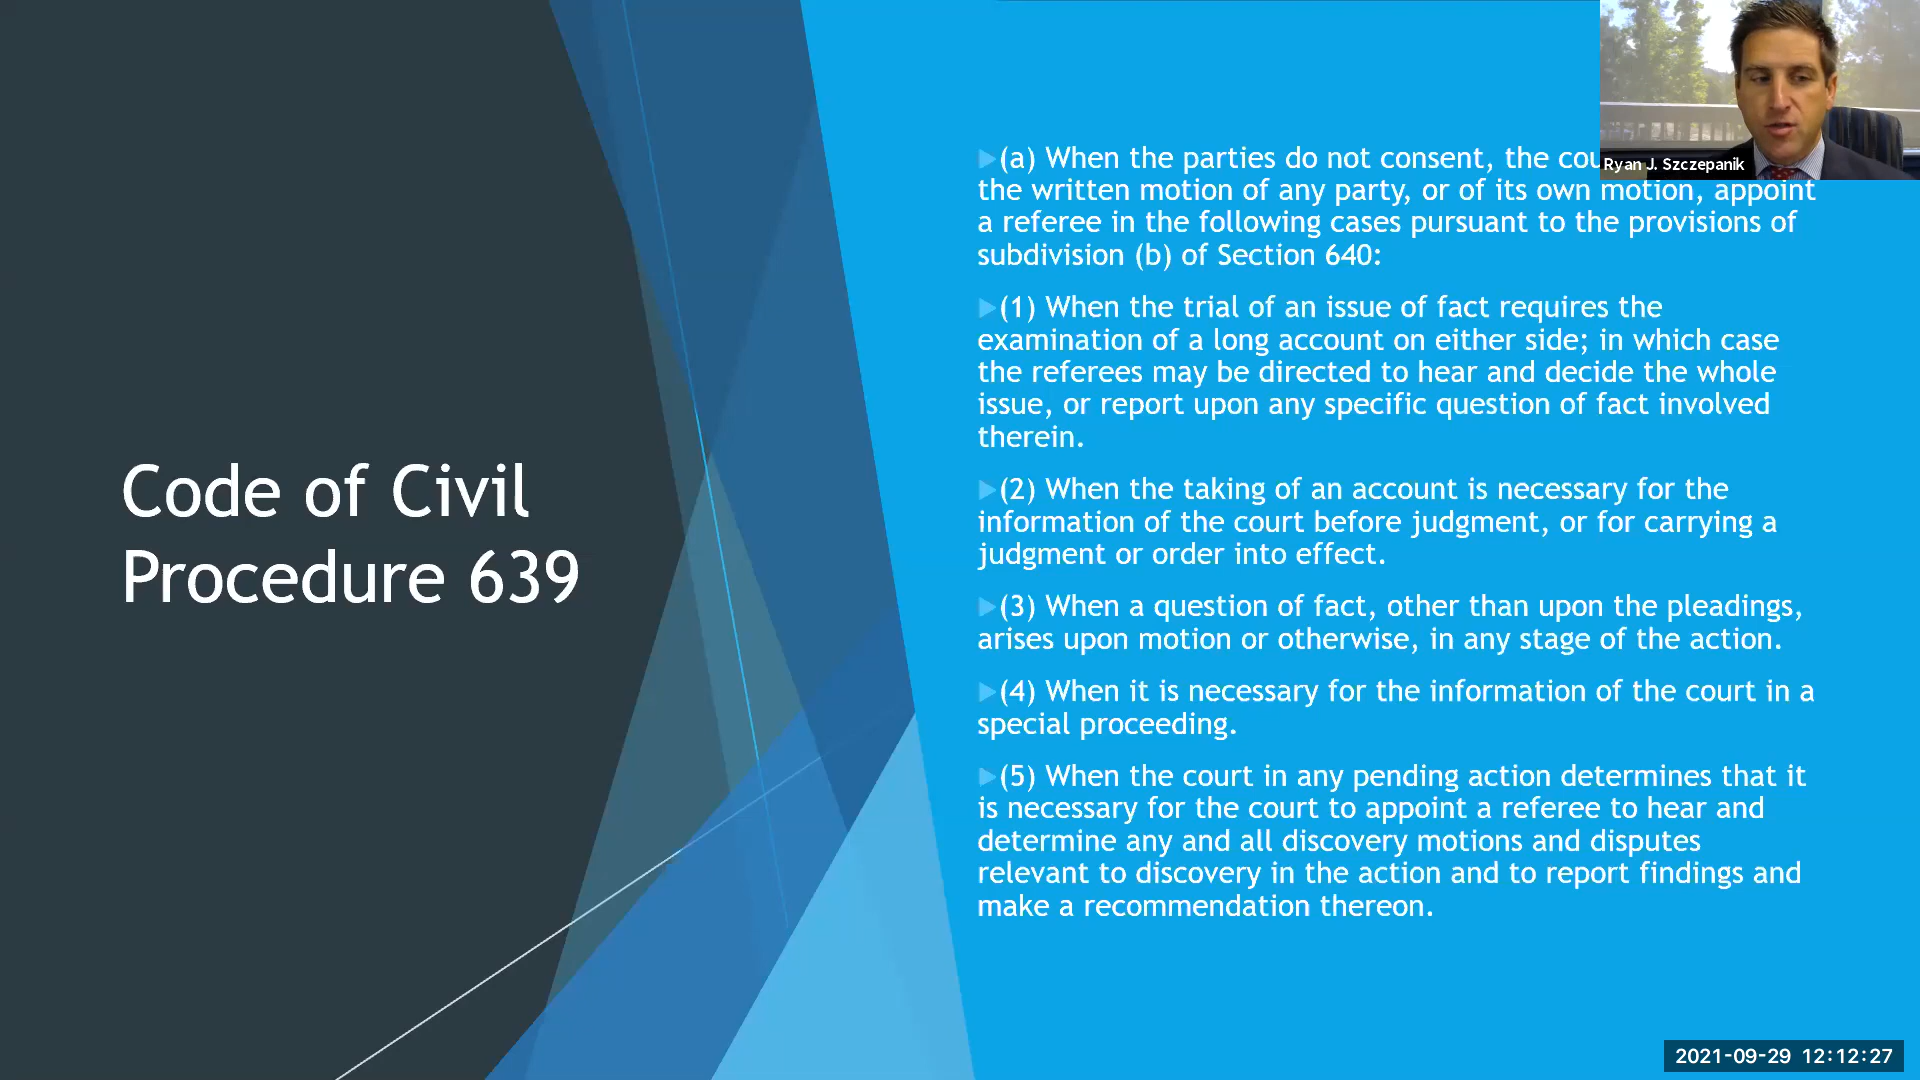 Code of Civil
Procedure 639
(a) When the parties do not consent, the
the written motion of any party, or of its own motion, appoint
a referee in the following cases pursuant to the provisions of
subdivision (b) of Section 640:
(1) When the trial of an issue of fact requires the
examination of a long account on either side; in which case
the referees may be directed to hear and decide the whole
issue, or report upon any specific question of fact involved
therein.
(2) When the taking of an account is necessary for the
information of the court before judgment, or for carrying a
judgment or order into effect.
(3) When a question of fact, other than upon the pleadings,
arises upon motion or otherwise, in any stage of the action.
(4) When it is necessary for the information of the court in a
special proceeding.
(5) When the court in any pending action determines that it
is necessary for the court to appoint a referee to hear and
determine any and all discovery motions and disputes
relevant to discovery in the action and to report findings and
make a recommendation thereon.
Ryan J. Szczepanik
2021-09-29 12:12:27